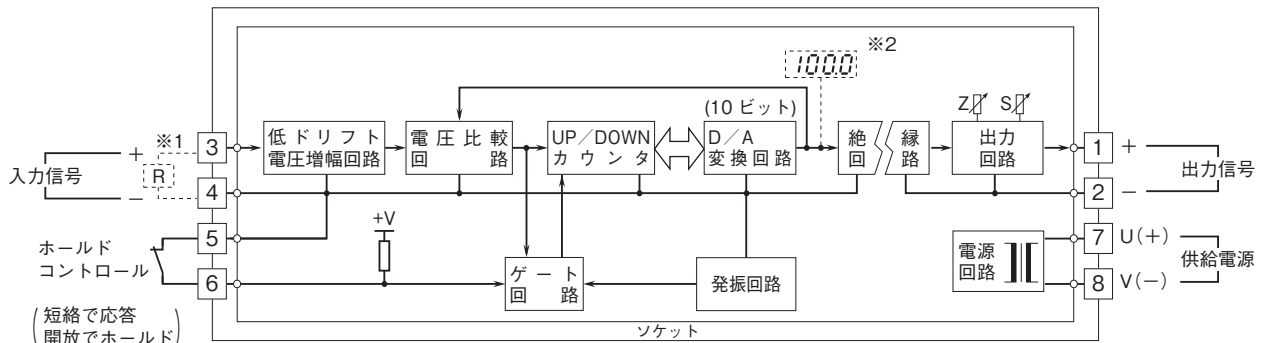 ※2
100.0
(10 ビット)
Z
S
※1
3
低ドリフト
電圧増幅回路
電圧比較
回路
UP/DOWN
カウンタ
D/A
変換回路
絶縁
回路
出力
回路
1
+
入力信号
+
R
−
4
2
−
出力信号
+V
ホールド
コントロール
5
6
ゲート
回路
発振回路
電源
回路
7
U(+)
供給電源
8
V(−)
(短絡で応答
開放でホールド)
ソケット